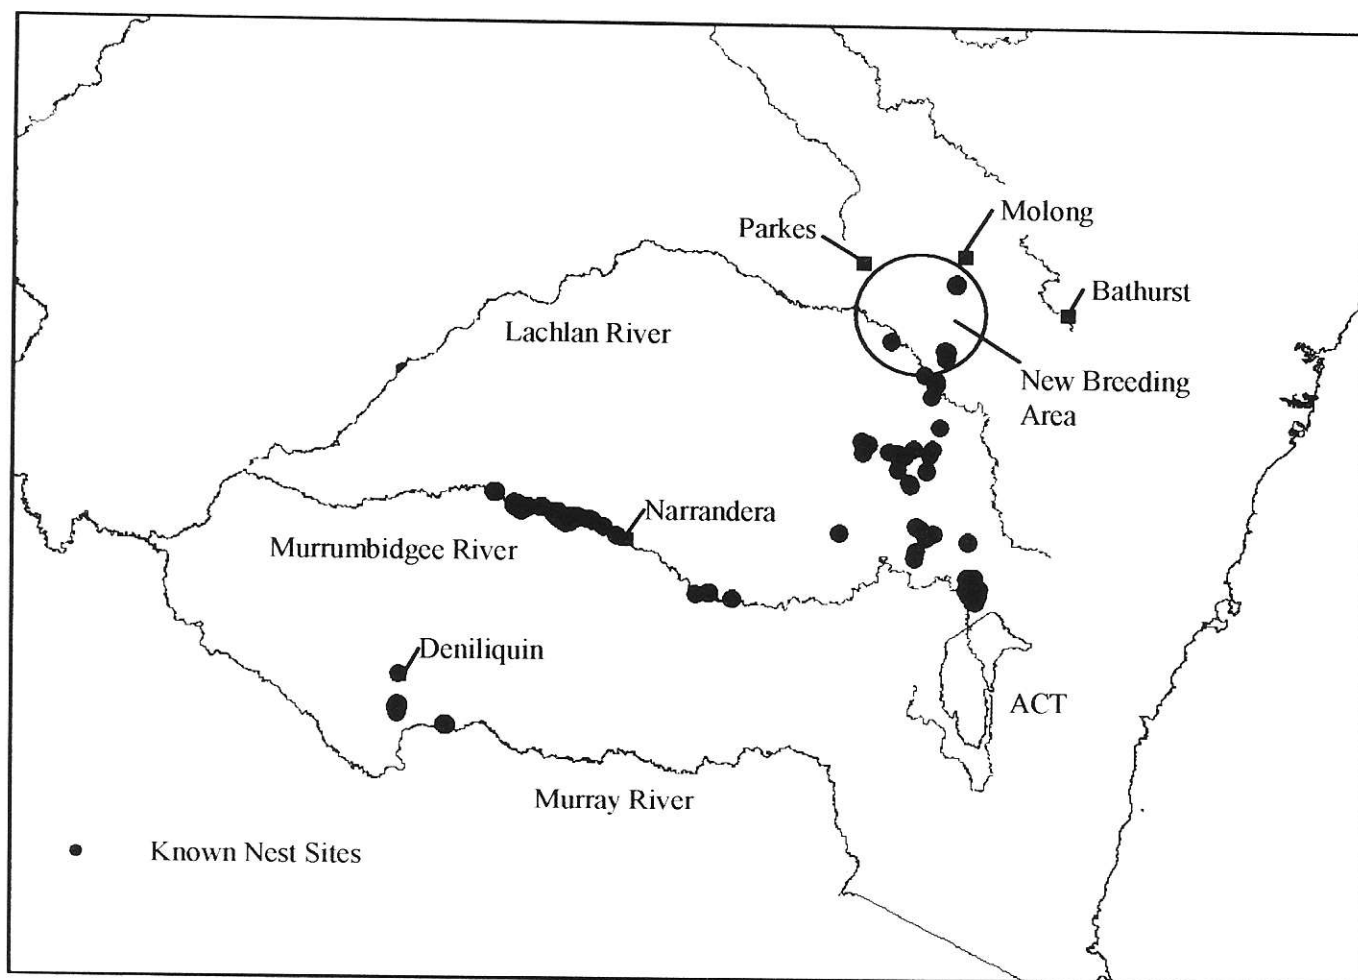 Molong
Parkes
Bathurst
Lachlan River
New Breeding
Area
Narrandera
Murrumbidgee River
Deniliquin
ACT
Murray River
Known Nest Sites